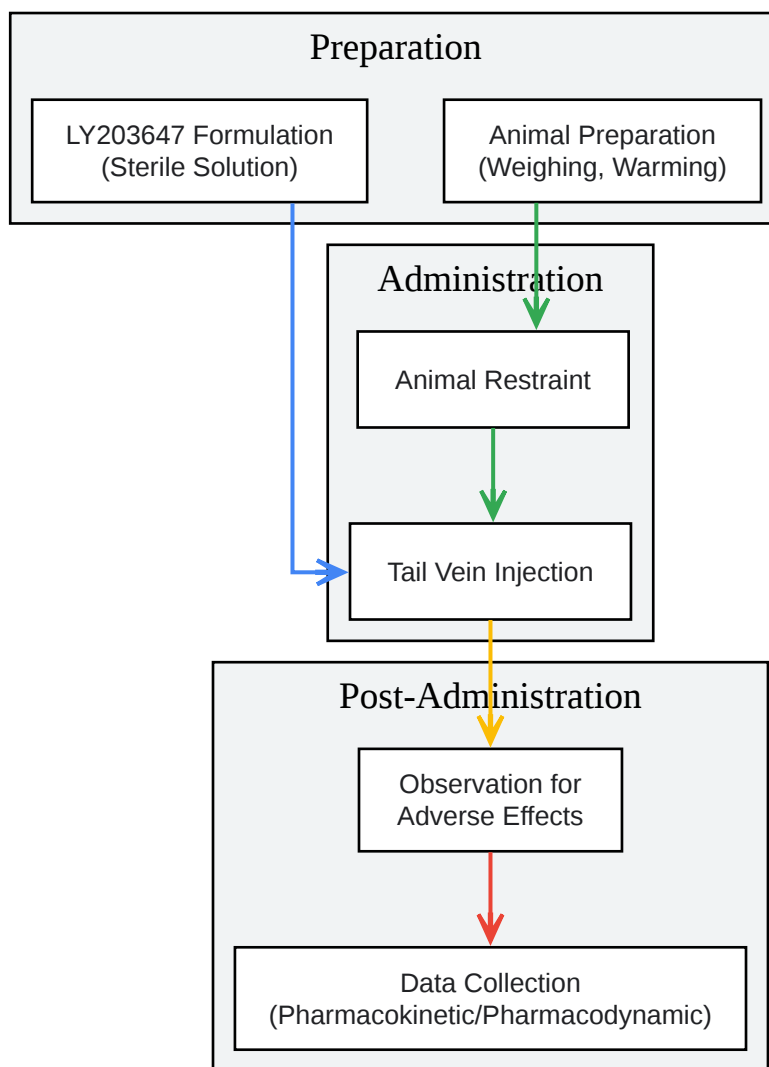 Preparation
LY203647 Formulation
(Sterile Solution)
Animal Preparation
(Weighing, Warming)
Administration
Animal Restraint
Tail Vein Injection
Post-Administration
Observation for
Adverse Effects
Data Collection
(Pharmacokinetic/Pharmacodynamic)